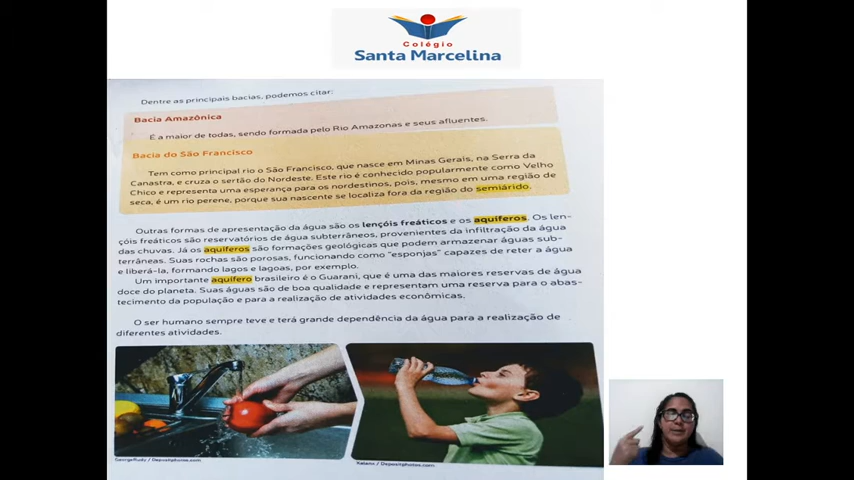 Colégio
Santa Marcelina
Dentre as principais bacias, podemos citar:
Bacia Amazônica
É a maior de todas, sendo formada pelo Rio Amazonas e seus afluentes.
Bacia do São Francisco
Tem como principal rio o São Francisco, que nasce em Minas Gerais, na Serra da
Canastra, e cruza o sertão do Nordeste. Este rio é conhecido popularmente como Velho
Chico e representa uma esperança para os nordestinos, pois, mesmo em uma região de
seca, é um rio perene, porque sua nascente se localiza fora da região do semiárido.
Outras formas de apresentação da água são os lençóis freáticos e os aquíferos. Os len-
çóis freáticos são reservatórios de água subterrâneos, provenientes da infiltração da água
das chuvas. Já os aquíferos são formações geológicas que podem armazenar águas sub-
terrâneas. Suas rochas são porosas, funcionando como "esponjas" capazes de reter a água
e liberá-la, formando lagos e lagoas, por exemplo.
Um importante aquífero brasileiro é o Guarani, que é uma das maiores reservas de água
doce do planeta. Suas águas são de boa qualidade e representam uma reserva para o abas-
tecimento da população e para a realização de atividades econômicas.
O ser humano sempre teve e terá grande dependência da água para a realização de
diferentes atividades.
GeorgeRudy / Depositphotos.com
/ Depositphotos.com